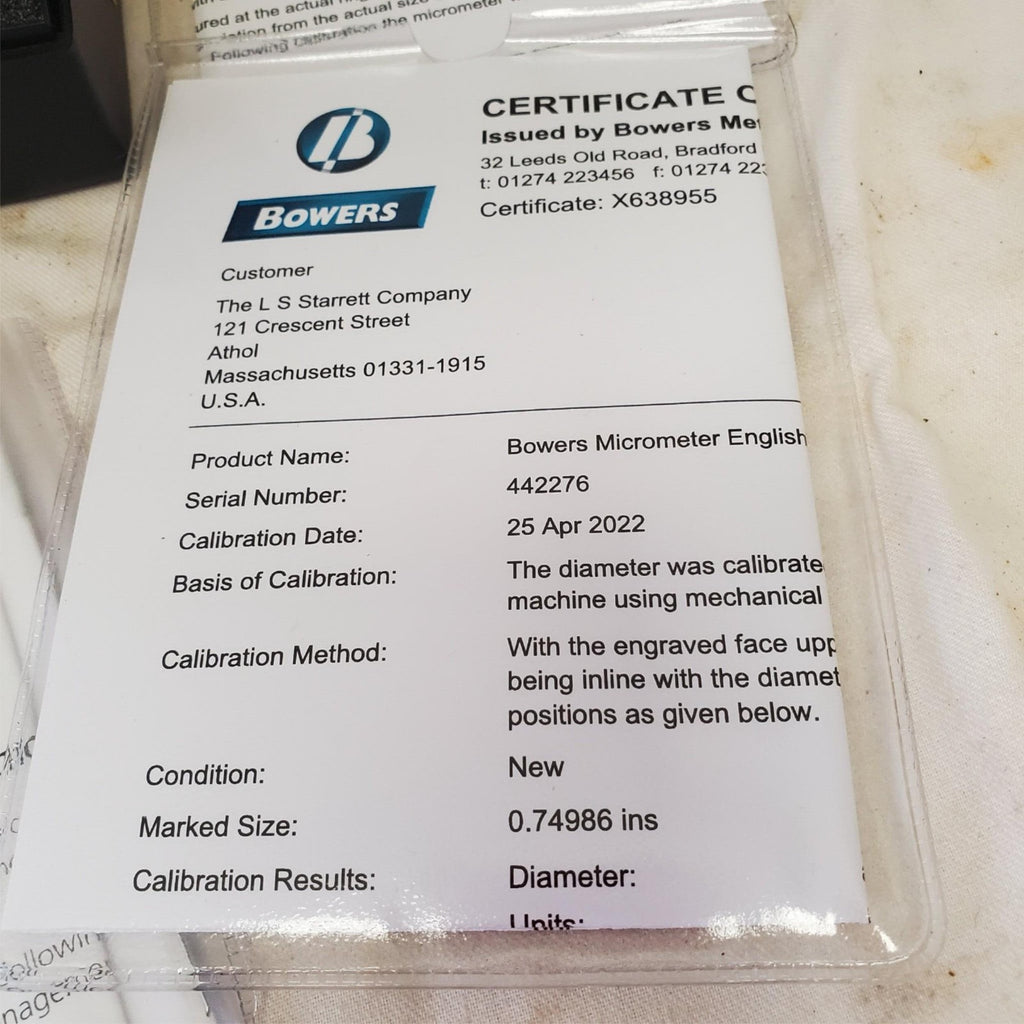 ured at the actual
from the actual size
Following Calibration the micrometer
CERTIFICATE
Issued by Bowers
32 Leeds Old Road, Bradford
t: 01274 223456 f: 01274 22
Certificate: X638955
B
BOWERS
Customer
The L S Starrett Company
121 Crescent Street
Athol
Massachusetts 01331-1915
U.S.A.
Product Name: Bowers Micrometer English
Serial Number: 442276
Calibration Date: 25 Apr 2022
Basis of Calibration: The diameter was calibrate
machine using mechanical
Calibration Method: With the engraved face upp
being inline with the diamet
positions as given below.
Condition: New
Marked Size: 0.74986 ins
Calibration Results: Diameter:
Units: